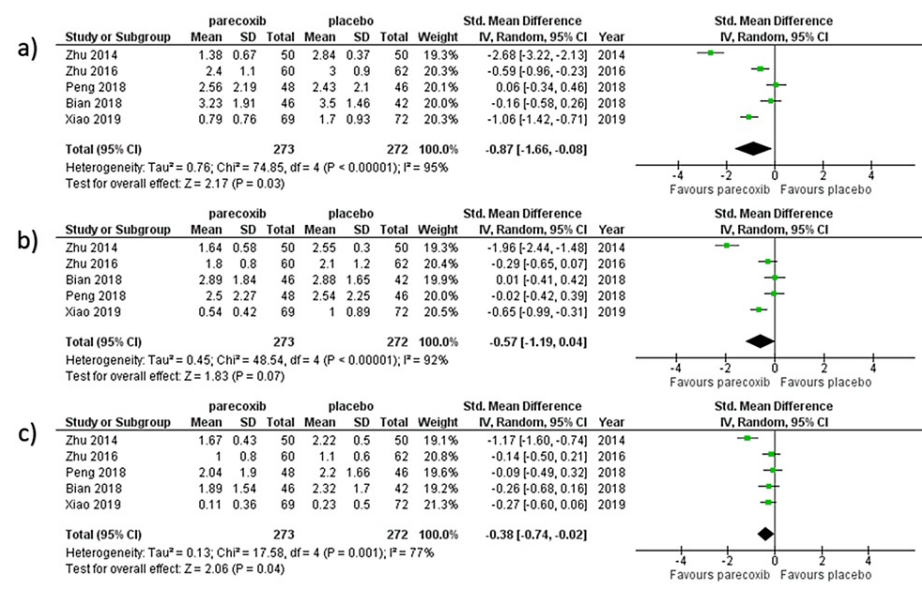 a)
parecoxib placebo Std. Mean Difference Std. Mean Difference
Study or Subgroup Mean SD Total Mean SD Total Weight IV, Random, 95% CI Year IV, Random, 95% CI
Zhu 2014 1.38 0.67 50 2.84 0.37 50 19.3% -2.68 [-3.22, -2.13] 2014
Zhu 2016 2.4 1.1 60 3 0.9 62 20.3% -0.59 [-0.96, -0.23] 2016
Peng 2018 2.56 2.19 48 2.43 2.1 46 20.1% 0.06 [-0.34, 0.46] 2018
Bian 2018 3.23 1.91 46 3.5 1.46 42 20.0% -0.16 [-0.58, 0.26] 2018
Xiao 2019 0.79 0.76 69 1.7 0.93 72 20.3% -1.06 [-1.42, -0.71] 2019
Total (95% CI) 273 272 100.0% -0.87 [-1.66, -0.08]
Heterogeneity: Tau² = 0.76; Chi² = 74.85, df = 4 (P < 0.00001); I² = 95%
Test for overall effect: Z = 2.17 (P = 0.03)
-4 -2 0 2 4
Favours parecoxib Favours placebo
b)
parecoxib placebo Std. Mean Difference Std. Mean Difference
Study or Subgroup Mean SD Total Mean SD Total Weight IV, Random, 95% CI Year IV, Random, 95% CI
Zhu 2014 1.64 0.58 50 2.55 0.3 50 19.3% -1.96 [-2.44, -1.48] 2014
Zhu 2016 1.8 0.8 60 2.1 1.2 62 20.4% -0.29 [-0.65, 0.07] 2016
Bian 2018 2.89 1.84 46 2.88 1.65 42 19.9% 0.01 [-0.41, 0.42] 2018
Peng 2018 2.5 2.27 48 2.54 2.25 46 20.0% -0.02 [-0.42, 0.39] 2018
Xiao 2019 0.54 0.42 69 1 0.89 72 20.5% -0.65 [-0.99, -0.31] 2019
Total (95% CI) 273 272 100.0% -0.57 [-1.19, 0.04]
Heterogeneity: Tau² = 0.45; Chi² = 48.54, df = 4 (P < 0.00001); I² = 92%
Test for overall effect: Z = 1.83 (P = 0.07)
-4 -2 0 2 4
Favours parecoxib Favours placebo
c)
parecoxib placebo Std. Mean Difference Std. Mean Difference
Study or Subgroup Mean SD Total Mean SD Total Weight IV, Random, 95% CI Year IV, Random, 95% CI
Zhu 2014 1.67 0.43 50 2.22 0.5 50 19.1% -1.17 [-1.60, -0.74] 2014
Zhu 2016 1 0.8 60 1.1 0.6 62 20.8% -0.14 [-0.50, 0.21] 2016
Peng 2018 2.04 1.9 48 2.2 1.66 46 19.6% -0.09 [-0.49, 0.32] 2018
Bian 2018 1.89 1.54 46 2.32 1.7 42 19.2% -0.26 [-0.68, 0.16] 2018
Xiao 2019 0.11 0.36 69 0.23 0.5 72 21.3% -0.27 [-0.60, 0.06] 2019
Total (95% CI) 273 272 100.0% -0.38 [-0.74, -0.02]
Heterogeneity: Tau² = 0.13; Chi² = 17.58, df = 4 (P = 0.001); I² = 77%
Test for overall effect: Z = 2.06 (P = 0.04)
-4 -2 0 2 4
Favours parecoxib Favours placebo